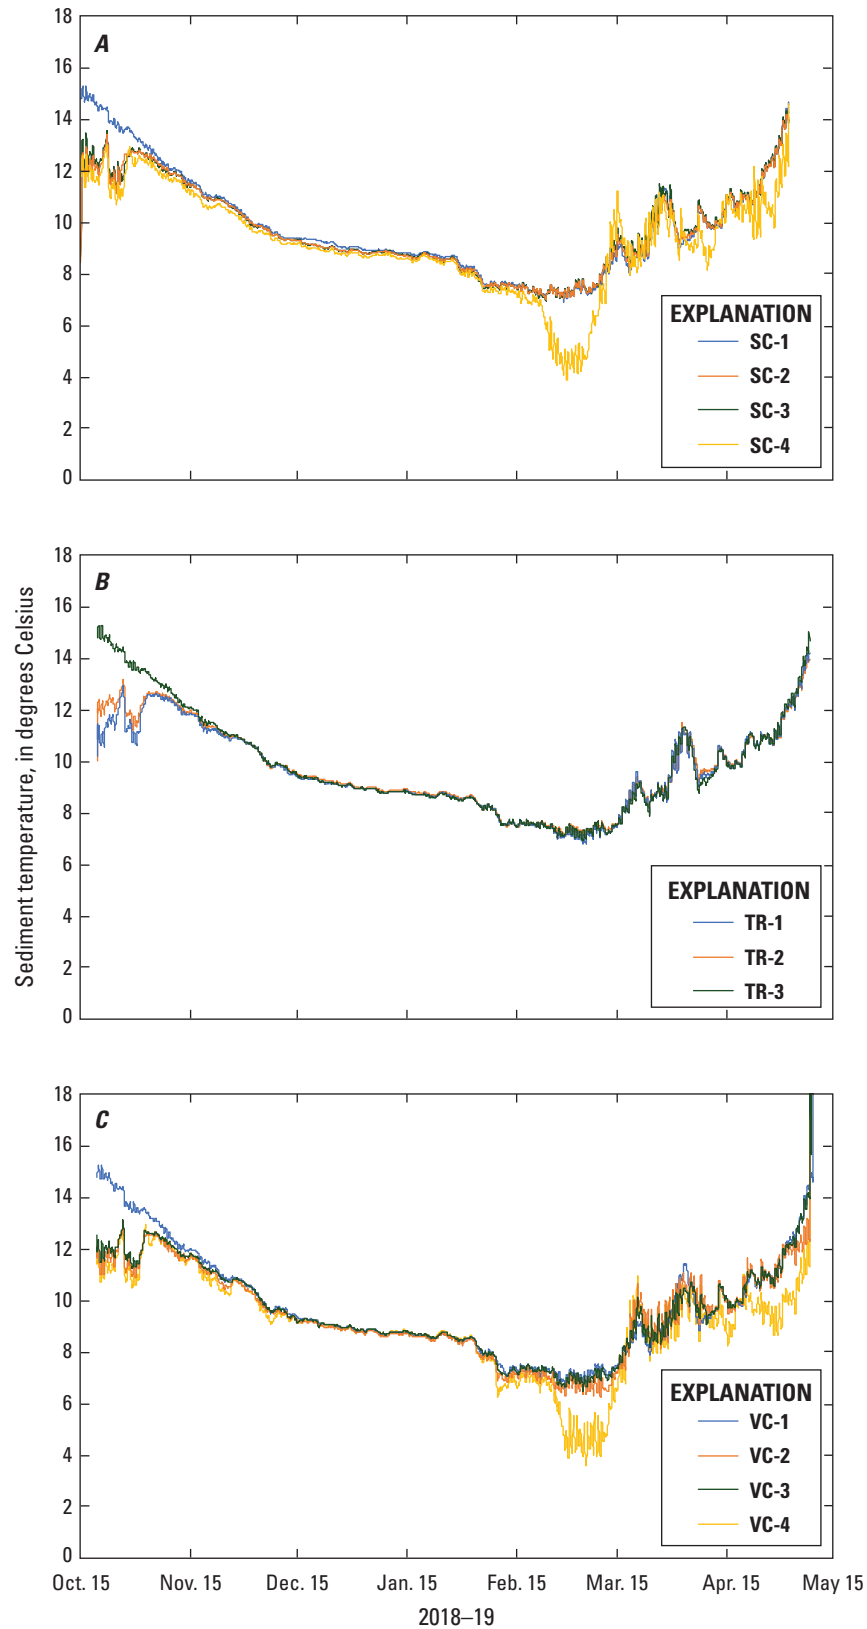 18
16
14
12
10
8
6
4
2
0
A
EXPLANATION
SC-1
SC-2
SC-3
SC-4
Sediment temperature, in degrees Celsius
18
16
14
12
10
8
6
4
2
0
B
EXPLANATION
TR-1
TR-2
TR-3
18
16
14
12
10
8
6
4
2
0
C
EXPLANATION
VC-1
VC-2
VC-3
VC-4
Oct. 15 Nov. 15 Dec. 15 Jan. 15 Feb. 15 Mar. 15 Apr. 15 May 15
2018–19